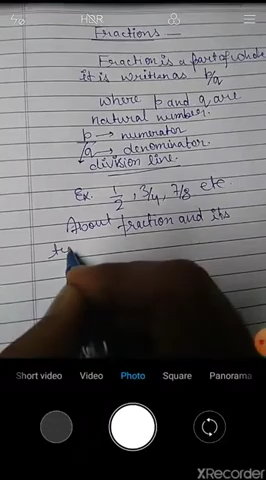 HDR
Fractions
Fraction is a part of whole
it is written as p/q
where p and q are
natural number.
p → numerator
q → denominator.
division line.
Ex. 1/2, 3/4, 7/8 etc.
About fraction and its
Short video Video Photo Square Panorama
XRecorder